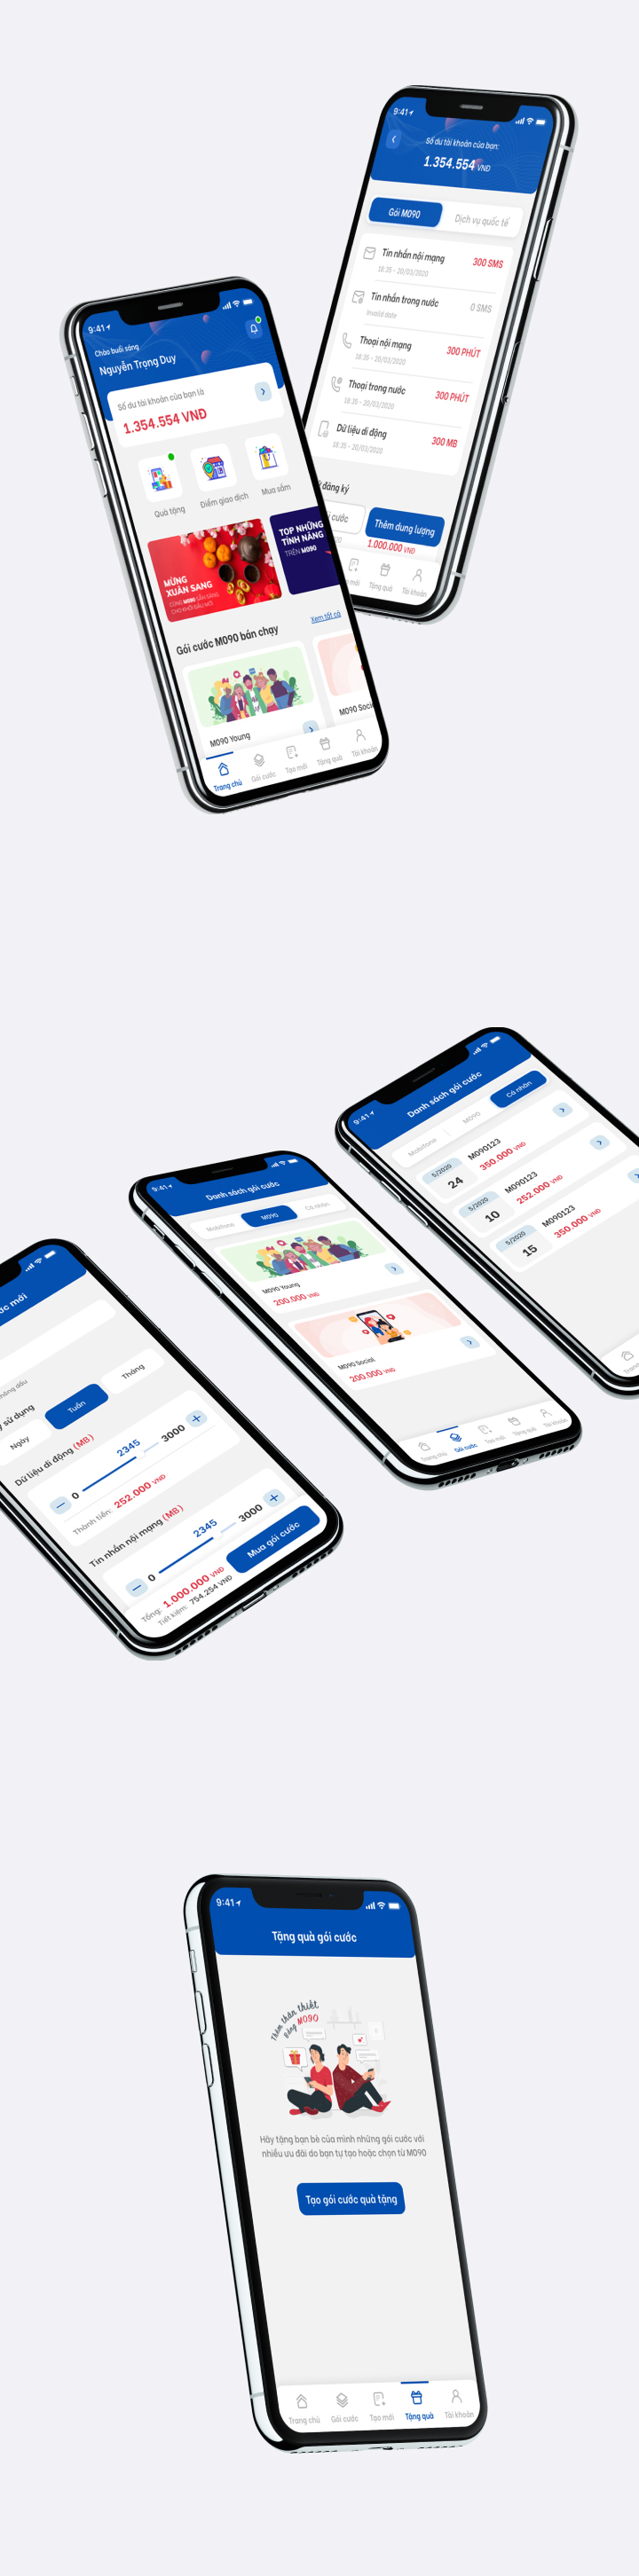 9:41
Số dư tài khoản của bạn:
1.354.554 VND
Gói M090
Dịch vụ quốc tế
Tin nhắn nội mạng
300 SMS
18:35 - 20/03/2020
Tin nhắn trong nước
0 SMS
Invalid date
Thoại nội mạng
300 PHÚT
18:35 - 20/03/2020
Thoại trong nước
300 PHÚT
18:35 - 20/03/2020
Dữ liệu di động
300 MB
18:35 - 20/03/2020
đăng ký
cước
Thêm dung lượng
1.000.000 VND
mới
Tặng quà
Tài khoản
9:41
Chào buổi sáng
Nguyễn Trọng Duy
Số dư tài khoản của bạn là
1.354.554 VND
Quà tặng
Điểm giao dịch
Mua sắm
MỪNG
XUÂN SANG
CÙNG M090 SẴN SÀNG
CHO KHỞI ĐẦU MỚI
TOP NHỮNG
TÍNH NĂNG
TRÊN M090
Gói cước M090 bán chạy
Xem tất cả
M090 Young
M090 Soci
Trang chủ
Gói cước
Tạo mới
Tặng quà
Tài khoản
9:41
Danh sách gói cước
Mobifone
M090
Cá nhân
5/2020
24
M090123
350.000 VND
5/2020
10
M090123
252.000 VND
5/2020
15
M090123
350.000 VND
9:41
Danh sách gói cước
Mobifone
M090
Cá nhân
M090 Young
200.000 VND
M090 Social
200.000 VND
Trang chủ
Gói cước
Tạo mới
Tặng quà
Tài khoản
ớc mới
không dấu
sử dụng
Ngày
Tuần
Tháng
Dữ liệu di động (MB)
0
2345
3000
Thành tiền: 252.000 VND
Tin nhắn nội mạng (MB)
0
2345
3000
Tổng: 1.000.000 VND
Tiết kiệm: 754.254 VND
Mua gói cước
9:41
Tặng quà gói cước
Thêm thân thiết
Bằng M090
Hãy tặng bạn bè của mình những gói cước với
nhiều ưu đãi do bạn tự tạo hoặc chọn từ M090
Tạo gói cước quà tặng
Trang chủ
Gói cước
Tạo mới
Tặng quà
Tài khoản